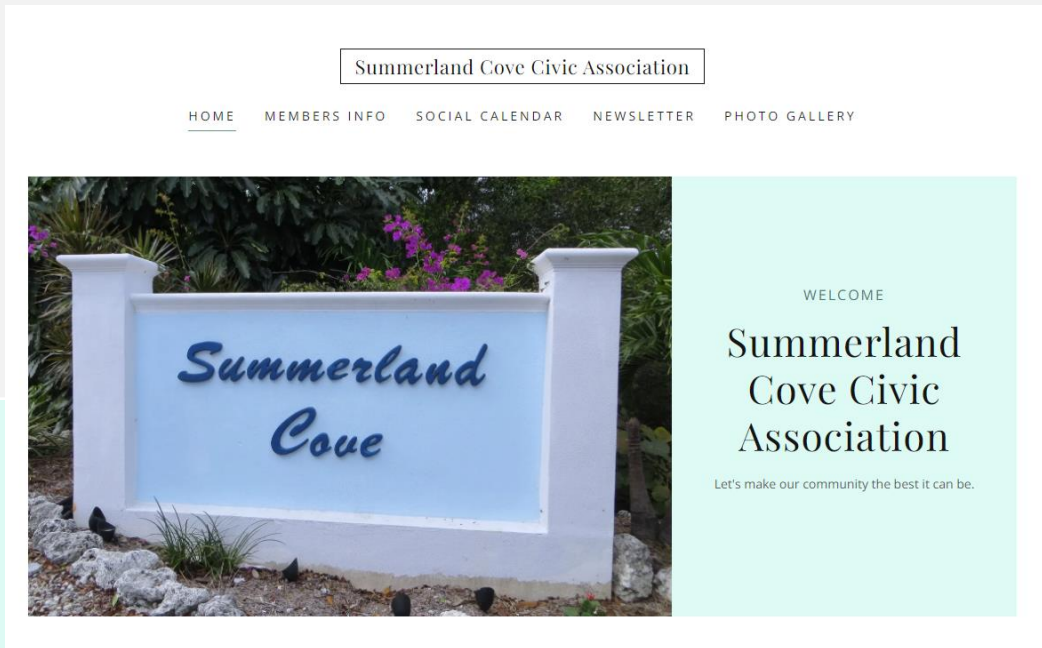 Summerland Cove Civic Association
HOME MEMBERS INFO SOCIAL CALENDAR NEWSLETTER PHOTO GALLERY
Summerland
Cove
WELCOME
Summerland
Cove Civic
Association
Let's make our community the best it can be.